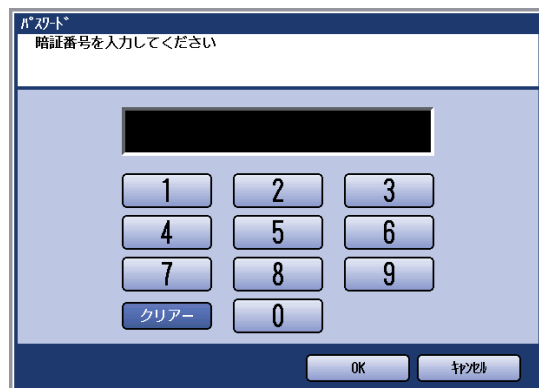 ﾊﾟｽﾜｰﾄﾞ
暗証番号を入力してください
1 2 3
4 5 6
7 8 9
クリアー 0
OK ｷｬﾝｾﾙ